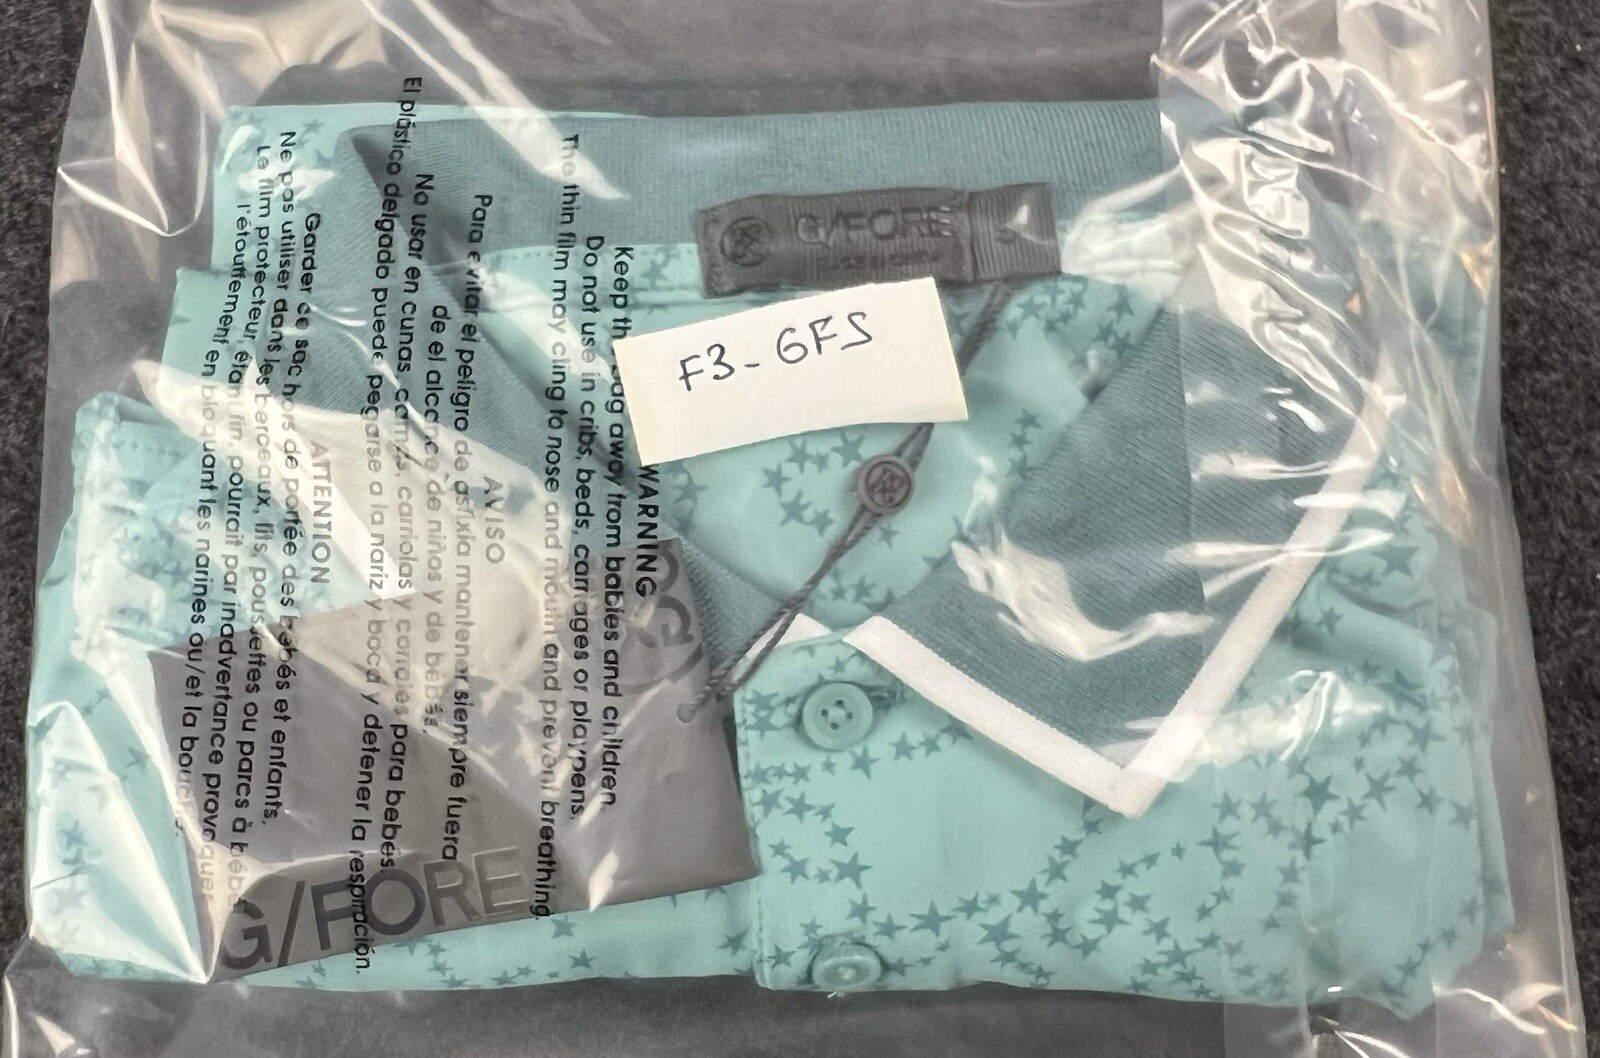 G/FORE
MADE IN CHINA
F3-GFS
WARNING
Keep th bag away from babies and children.
Do not use in cribs, beds, carriages or playpens.
The thin film may cling to nose and mouth and prevent breathing.
AVISO
Para evitar el peligro de asfixia mantener siempre fuera
de el alcance de niños y de bebés.
No usar en cunas, camas, carriolas y corrales para bebés.
El plástico delgado puede pegarse a la nariz y boca y detener la respiración.
ATTENTION
Garder ce sac hors de portée des bébés et enfants.
Ne pas utiliser dans les berceaux, lits, poussettes ou parcs à bébé
Le film protecteur, étant fin, pourrait par inadvertance provoquer
l'étouffement en bloquant les narines ou/et la bouche.
G/FORE